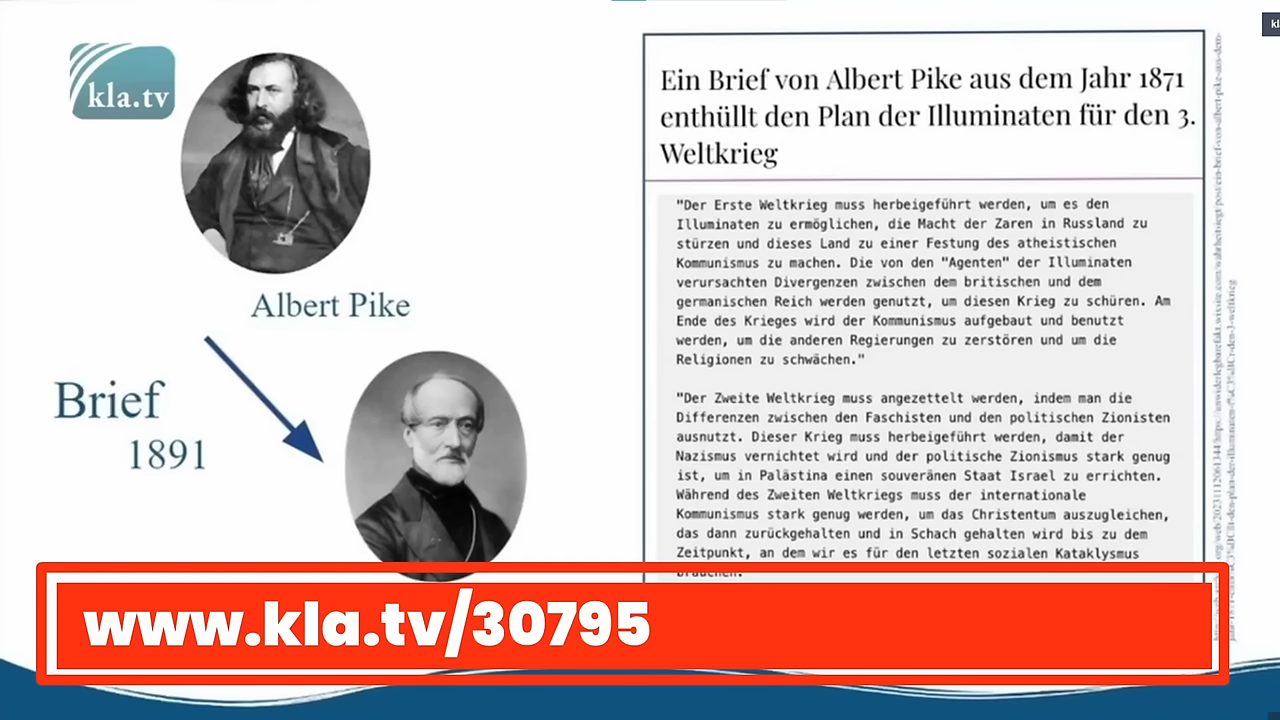 kla.tv
Albert Pike
Brief
1891
Ein Brief von Albert Pike aus dem Jahr 1871
enthüllt den Plan der Illuminaten für den 3.
Weltkrieg
"Der Erste Weltkrieg muss herbeigeführt werden, um es den
Illuminaten zu ermöglichen, die Macht der Zaren in Russland zu
stürzen und dieses Land zu einer Festung des atheistischen
Kommunismus zu machen. Die von den "Agenten" der Illuminaten
verursachten Divergenzen zwischen dem britischen und dem
germanischen Reich werden genutzt, um diesen Krieg zu schüren. Am
Ende des Krieges wird der Kommunismus aufgebaut und benutzt
werden, um die anderen Regierungen zu zerstören und um die
Religionen zu schwächen."
"Der Zweite Weltkrieg muss angezettelt werden, indem man die
Differenzen zwischen den Faschisten und den politischen Zionisten
ausnutzt. Dieser Krieg muss herbeigeführt werden, damit der
Nazismus vernichtet wird und der politische Zionismus stark genug
ist, um in Palästina einen souveränen Staat Israel zu errichten.
Während des Zweiten Weltkriegs muss der internationale
Kommunismus stark genug werden, um das Christentum auszugleichen,
das dann zurückgehalten und in Schach gehalten wird bis zu dem
Zeitpunkt, an dem wir es für den letzten sozialen Kataklysmus
brauchen.
www.kla.tv/30795